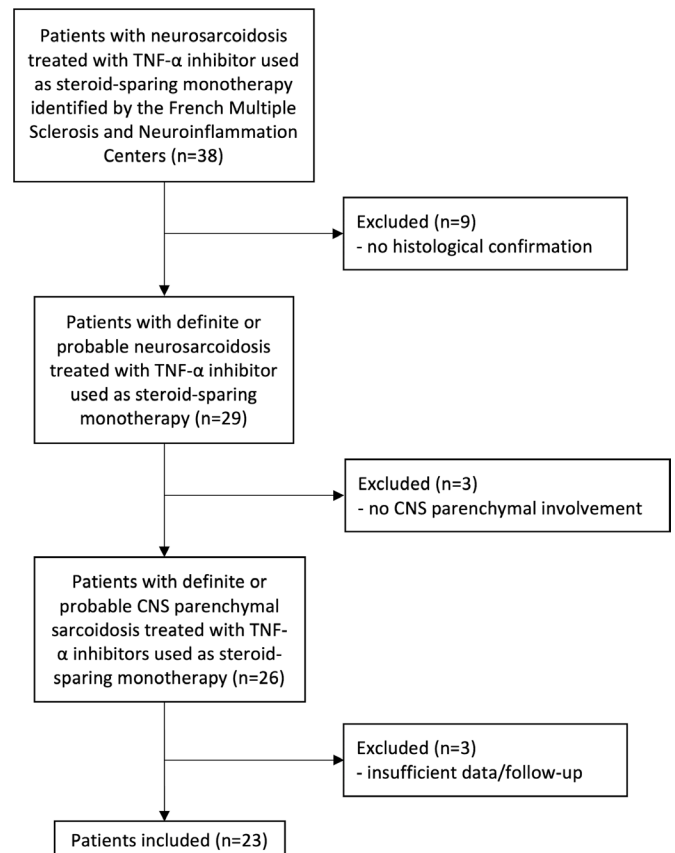 Patients with neurosarcoidosis
treated with TNF-α inhibitor used
as steroid-sparing monotherapy
identified by the French Multiple
Sclerosis and Neuroinflammation
Centers (n=38)
Excluded (n=9)
- no histological confirmation
Patients with definite or
probable neurosarcoidosis
treated with TNF-α inhibitor
used as steroid-sparing
monotherapy (n=29)
Excluded (n=3)
- no CNS parenchymal involvement
Patients with definite or
probable CNS parenchymal
sarcoidosis treated with TNF-
α inhibitors used as steroid-
sparing monotherapy (n=26)
Excluded (n=3)
- insufficient data/follow-up
Patients included (n=23)